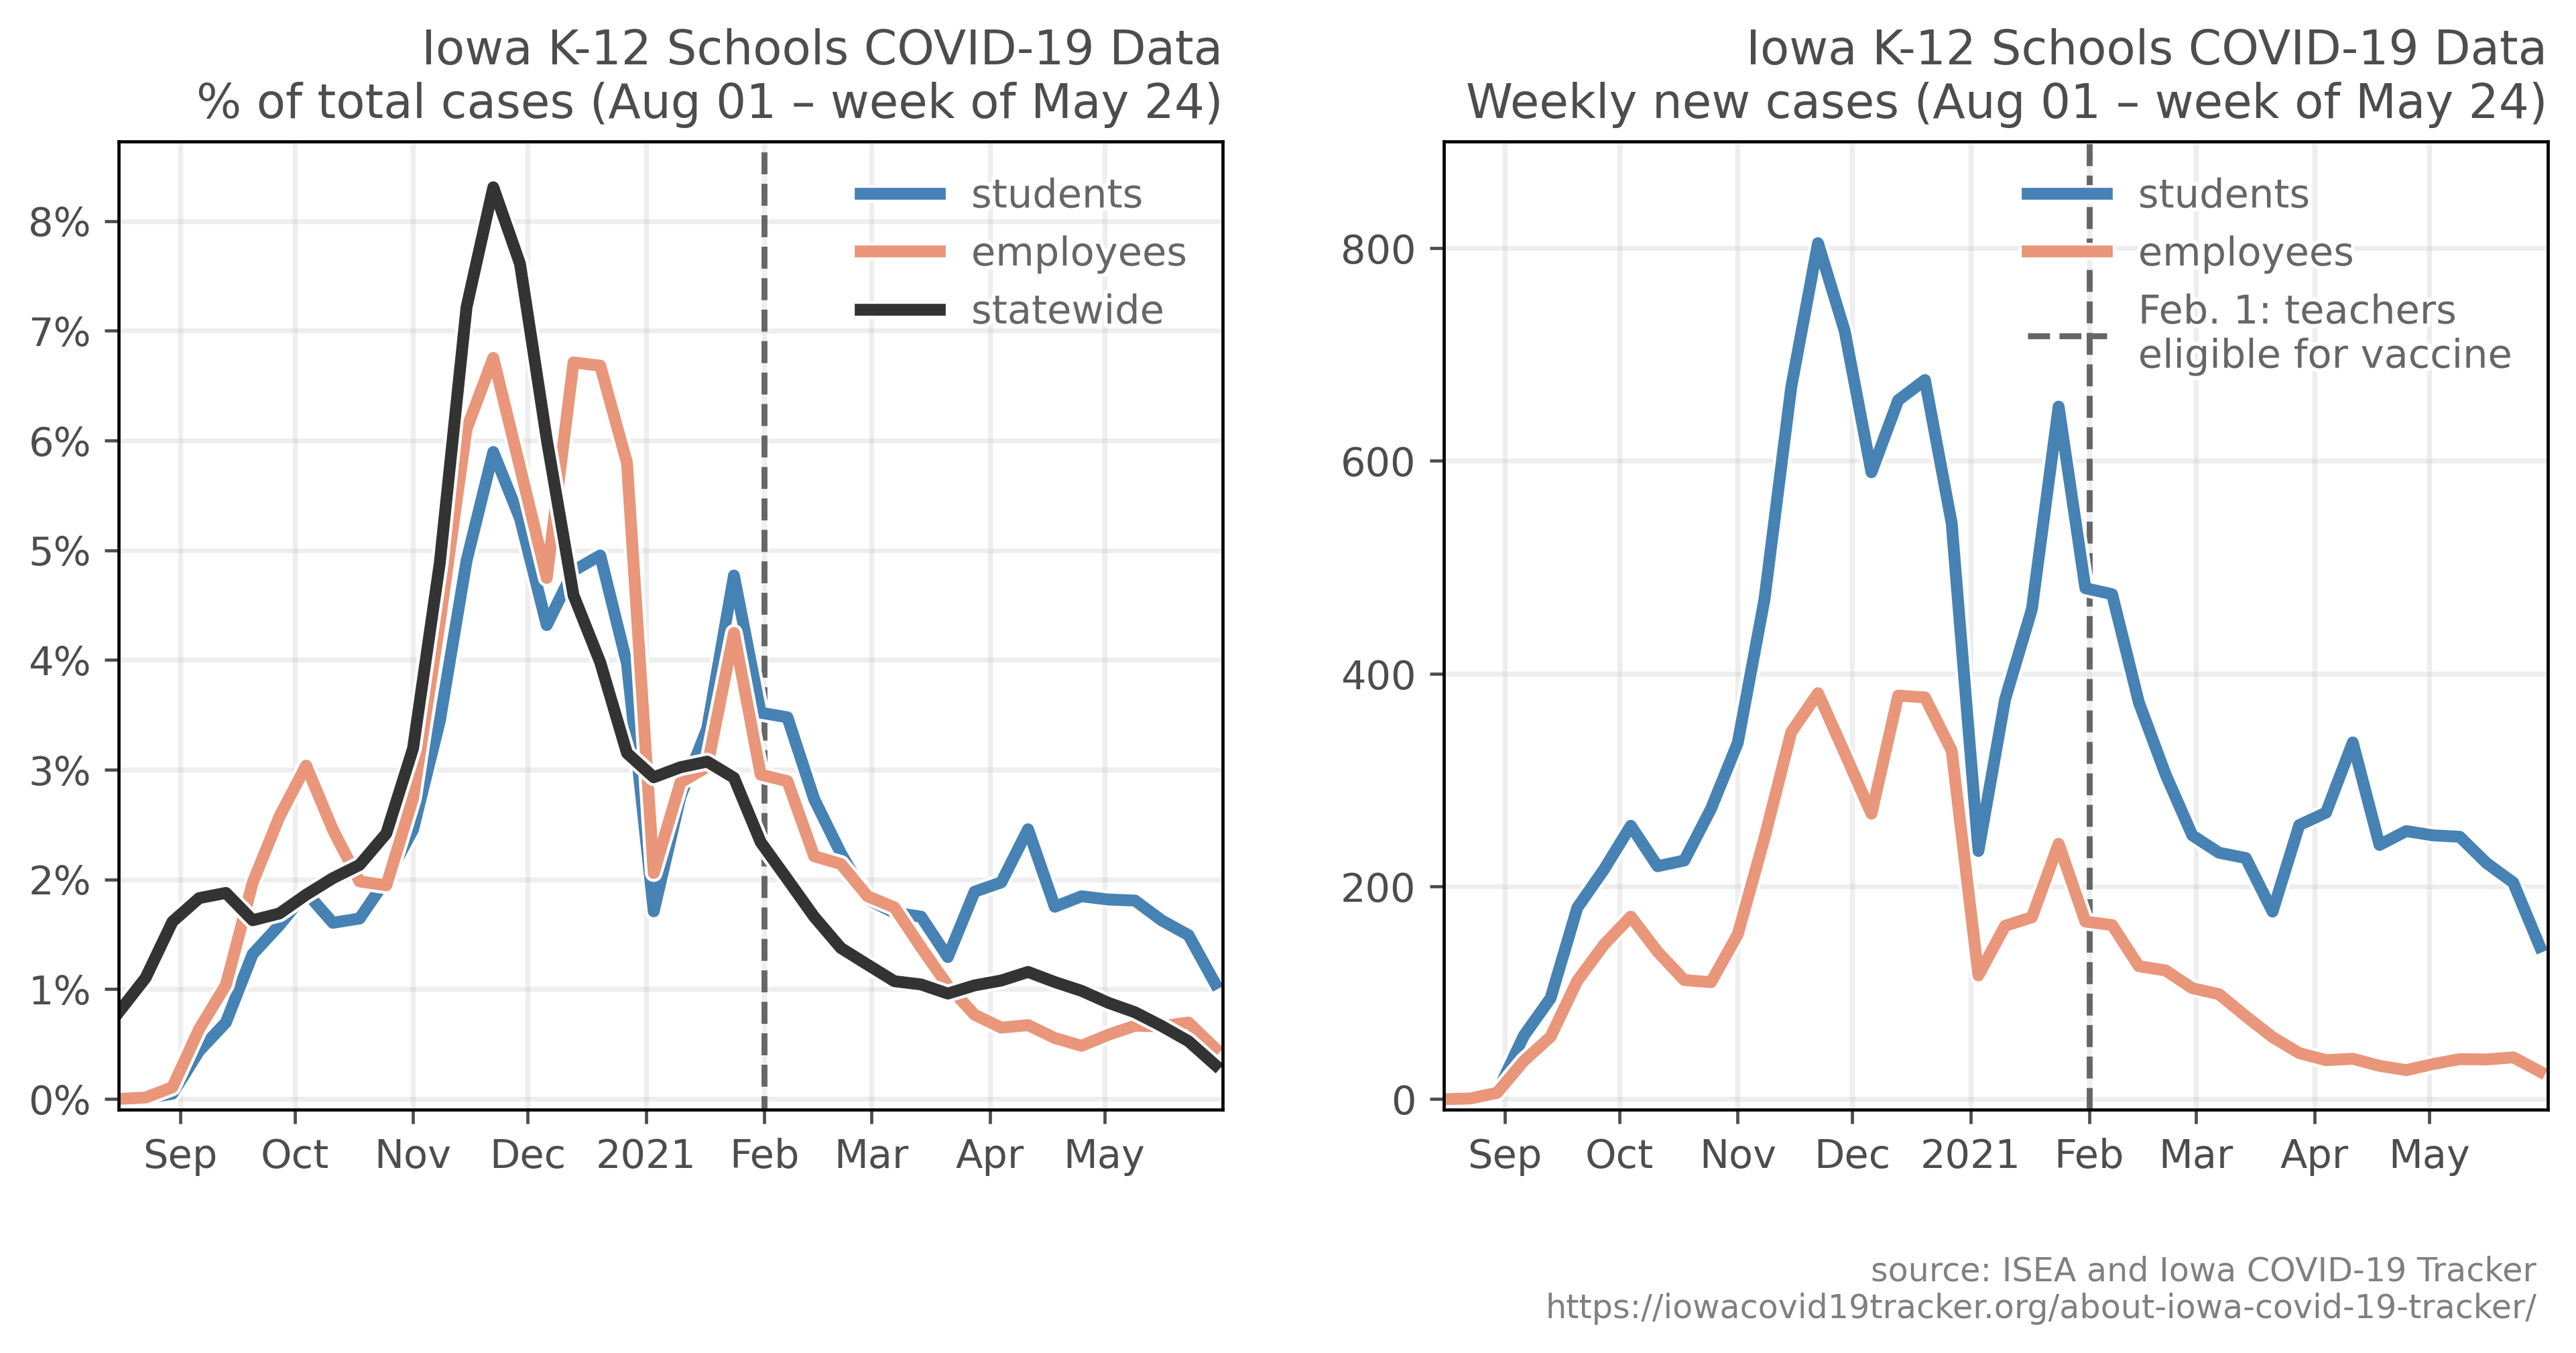 Iowa K-12 Schools COVID-19 Data
% of total cases (Aug 01 – week of May 24)
8%
7%
6%
5%
4%
3%
2%
1%
0%
students
employees
statewide
Sep Oct Nov Dec 2021 Feb Mar Apr May
Iowa K-12 Schools COVID-19 Data
Weekly new cases (Aug 01 – week of May 24)
800
600
400
200
0
students
employees
Feb. 1: teachers
eligible for vaccine
Sep Oct Nov Dec 2021 Feb Mar Apr May
source: ISEA and Iowa COVID-19 Tracker
https://iowacovid19tracker.org/about-iowa-covid-19-tracker/